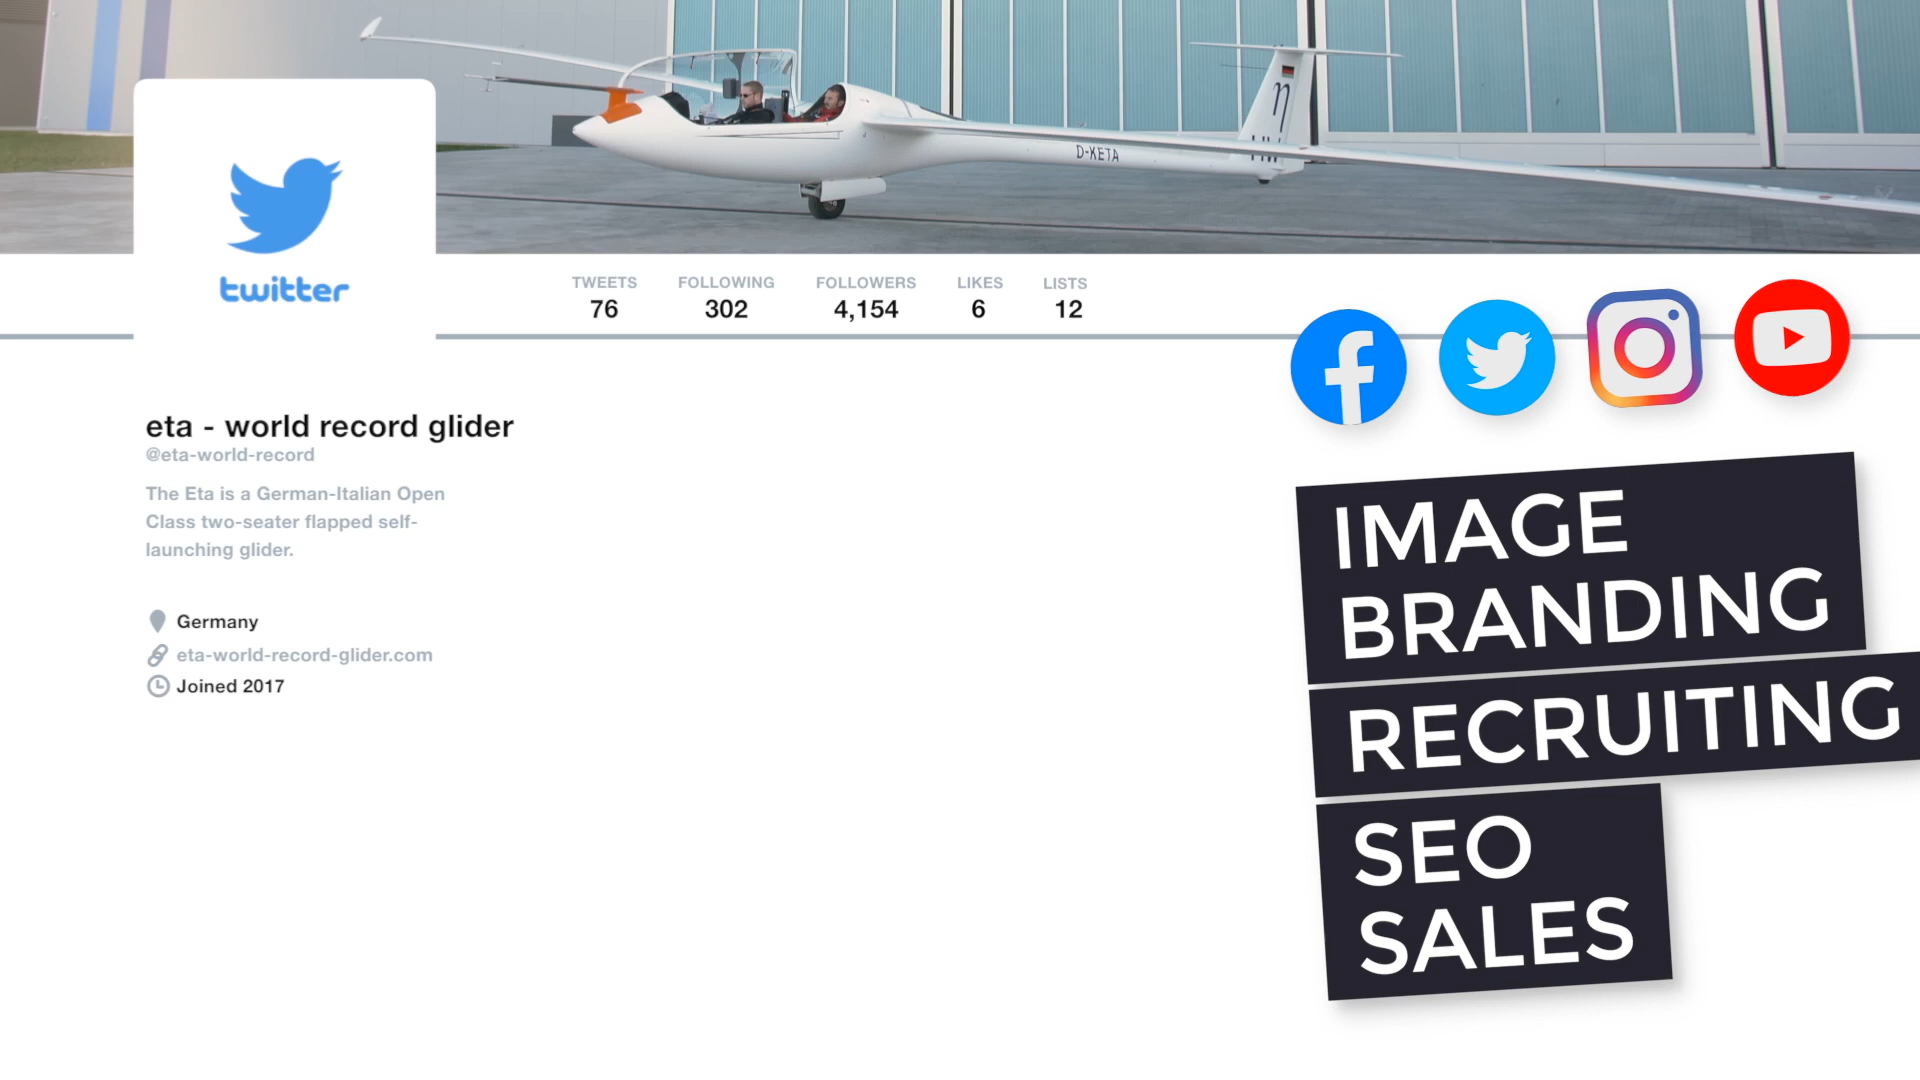 η
D-KETA
twitter
TWEETS FOLLOWING FOLLOWERS LIKES LISTS
76 302 4,154 6 12
eta - world record glider
@eta-world-record
The Eta is a German-Italian Open
Class two-seater flapped self-
launching glider.
Germany
eta-world-record-glider.com
Joined 2017
IMAGE
BRANDING
RECRUITING
SEO
SALES